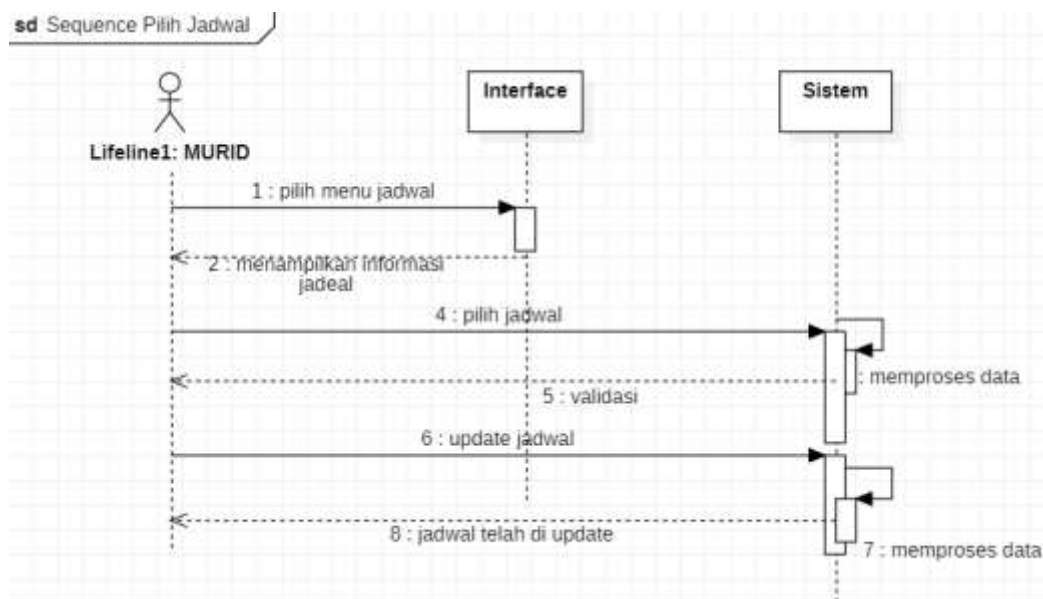 sd Sequence Pilih Jadwal
Interface
Sistem
Lifeline1: MURID
1 : pilih menu jadwal
2 : menampilkan informasi
jadeal
4 : pilih jadwal
: memproses data
5 : validasi
6 : update jadwal
8 : jadwal telah di update
7 : memproses data